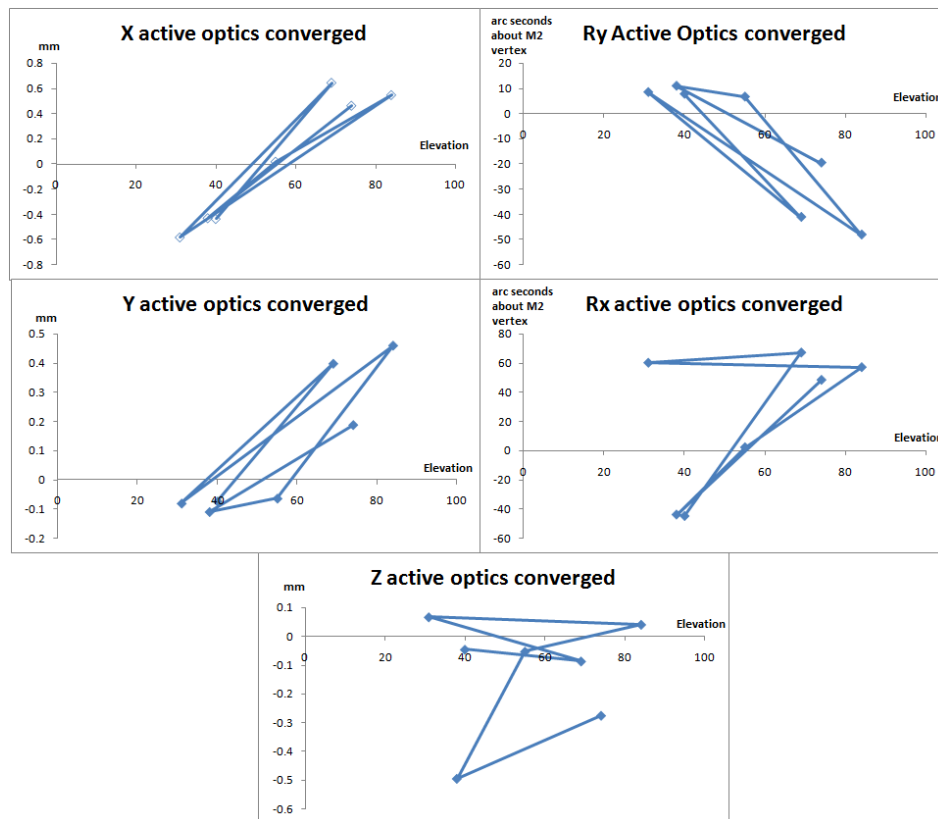 X active optics converged
mm
0.8
0.6
0.4
0.2
0
-0.2
-0.4
-0.6
-0.8
0 20 40 60 80 100
Elevation
Ry Active Optics converged
arc seconds
about M2
vertex
20
10
0
-10
-20
-30
-40
-50
-60
0 20 40 60 80 100
Elevation
Y active optics converged
mm
0.5
0.4
0.3
0.2
0.1
0
-0.1
-0.2
0 20 40 60 80 100
Elevation
Rx active optics converged
arc seconds
about M2
vertex
80
60
40
20
0
-20
-40
-60
0 20 40 60 80 100
Elevation
Z active optics converged
mm
0.1
0
-0.1
-0.2
-0.3
-0.4
-0.5
-0.6
0 20 40 60 80 100
Elevation